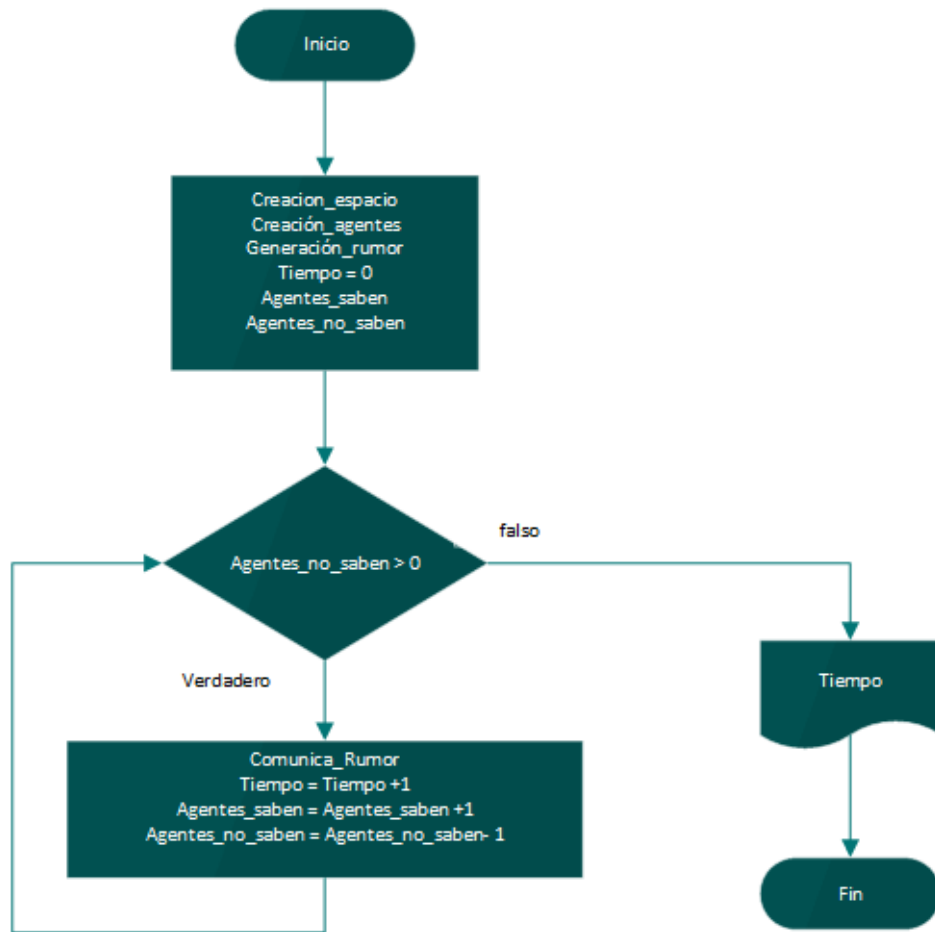 Inicio
Creacion_espacio
Creación_agentes
Generación_rumor
Tiempo = 0
Agentes_saben
Agentes_no_saben
Agentes_no_saben > 0
falso
Verdadero
Tiempo
Comunica_Rumor
Tiempo = Tiempo +1
Agentes_saben = Agentes_saben +1
Agentes_no_saben = Agentes_no_saben- 1
Fin